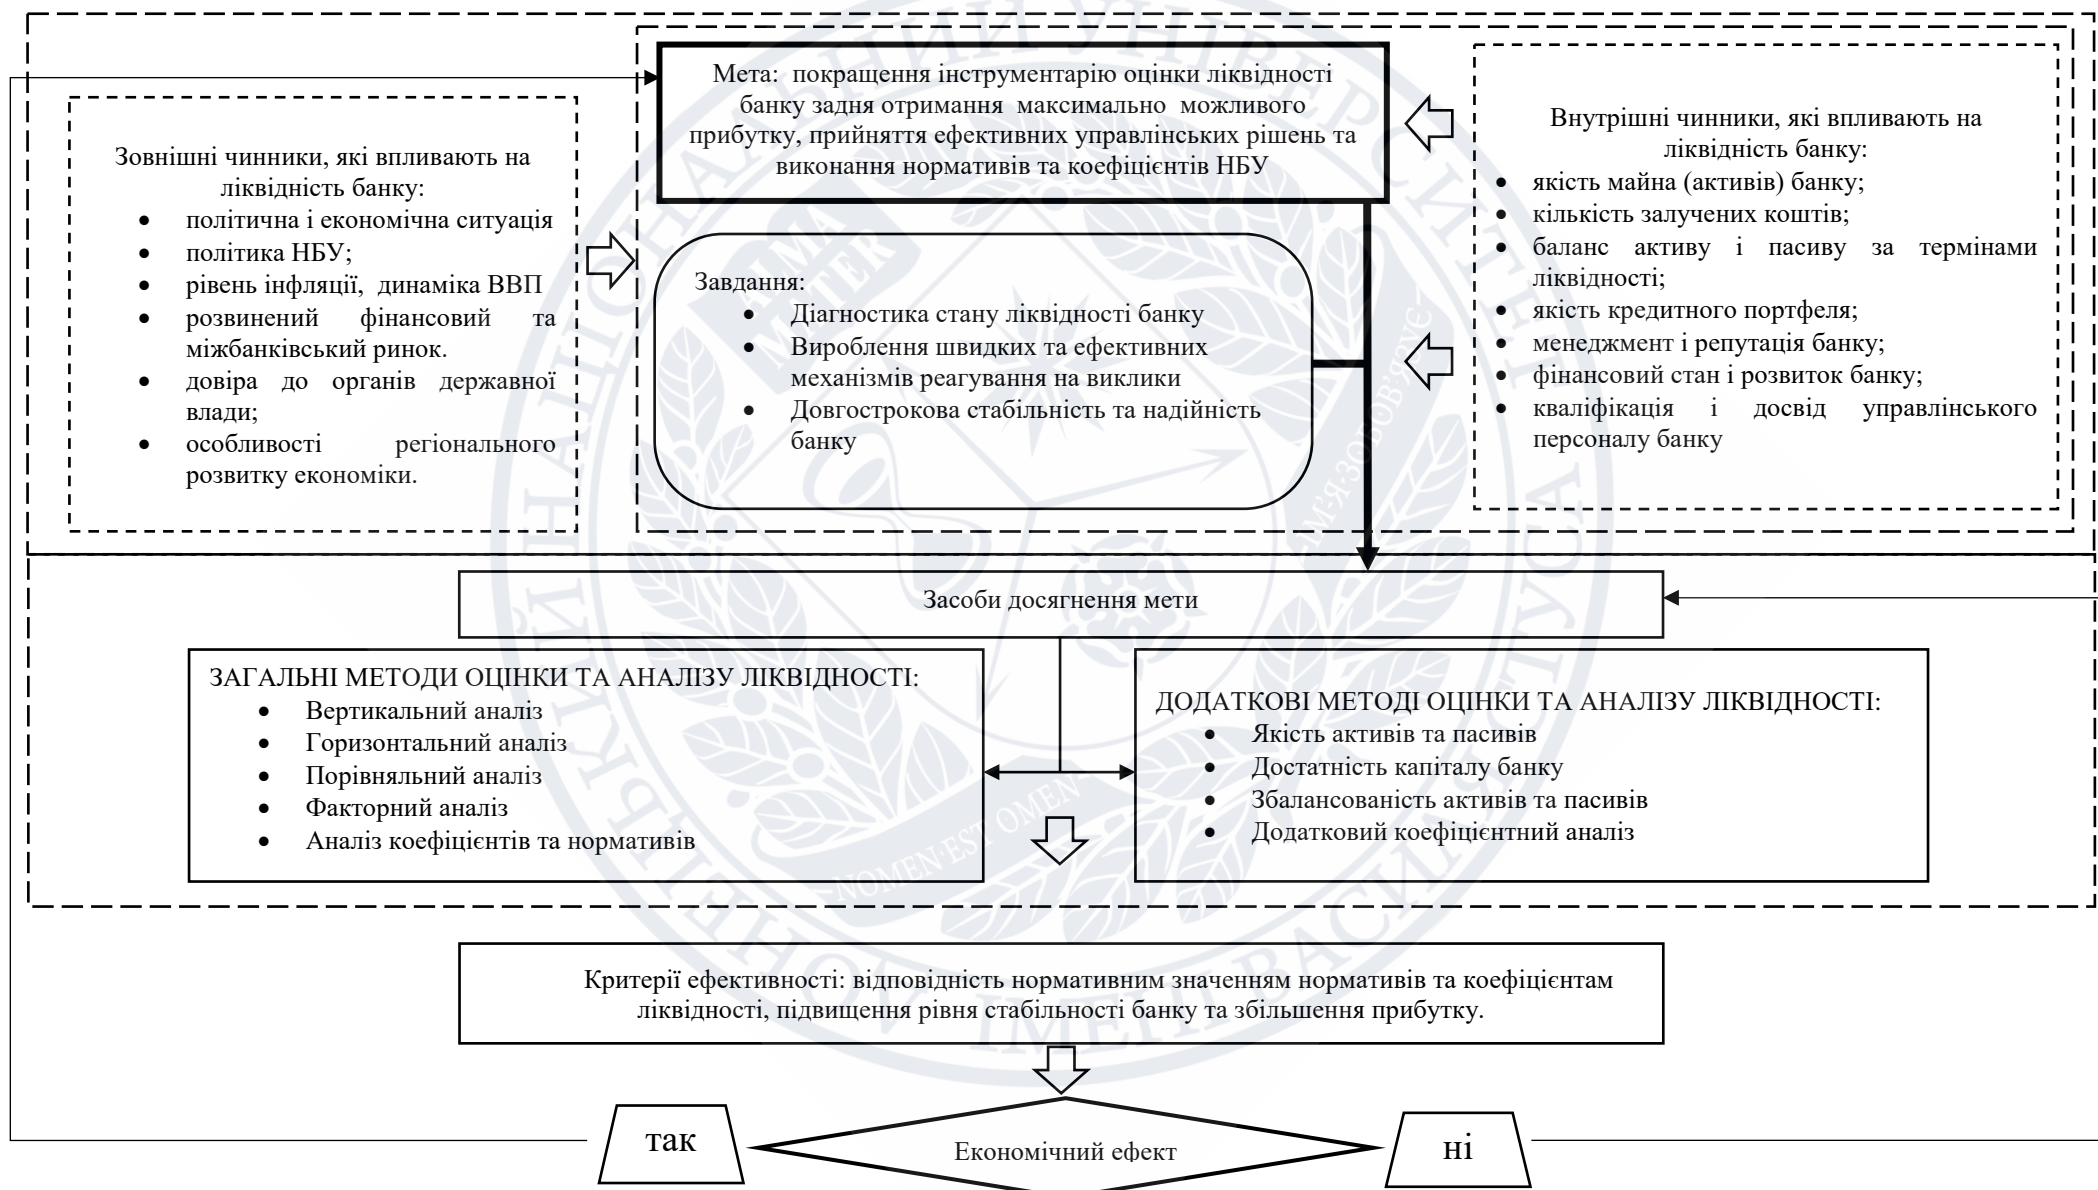 Мета: покращення інструментарію оцінки ліквідності
банку задня отримання максимально можливого
прибутку, прийняття ефективних управлінських рішень та
виконання нормативів та коефіцієнтів НБУ
Зовнішні чинники, які впливають на
ліквідність банку:
• політична і економічна ситуація
• політика НБУ;
• рівень інфляції, динаміка ВВП
• розвинений фінансовий та
міжбанківський ринок.
• довіра до органів державної
влади;
• особливості регіонального
розвитку економіки.
Завдання:
• Діагностика стану ліквідності банку
• Вироблення швидких та ефективних
механізмів реагування на виклики
• Довгострокова стабільність та надійність
банку
Внутрішні чинники, які впливають на
ліквідність банку:
• якість майна (активів) банку;
• кількість залучених коштів;
• баланс активу і пасиву за термінами
ліквідності;
• якість кредитного портфеля;
• менеджмент і репутація банку;
• фінансовий стан і розвиток банку;
• кваліфікація і досвід управлінського
персоналу банку
Засоби досягнення мети
ЗАГАЛЬНІ МЕТОДИ ОЦІНКИ ТА АНАЛІЗУ ЛІКВІДНОСТІ:
• Вертикальний аналіз
• Горизонтальний аналіз
• Порівняльний аналіз
• Факторний аналіз
• Аналіз коефіцієнтів та нормативів
ДОДАТКОВІ МЕТОДІ ОЦІНКИ ТА АНАЛІЗУ ЛІКВІДНОСТІ:
• Якість активів та пасивів
• Достатність капіталу банку
• Збалансованість активів та пасивів
• Додатковий коефіцієнтний аналіз
Критерії ефективності: відповідність нормативним значенням нормативів та коефіцієнтам
ліквідності, підвищення рівня стабільності банку та збільшення прибутку.
так
Економічний ефект
ні
ALMA
MATER
NOMEN·EST OMEN